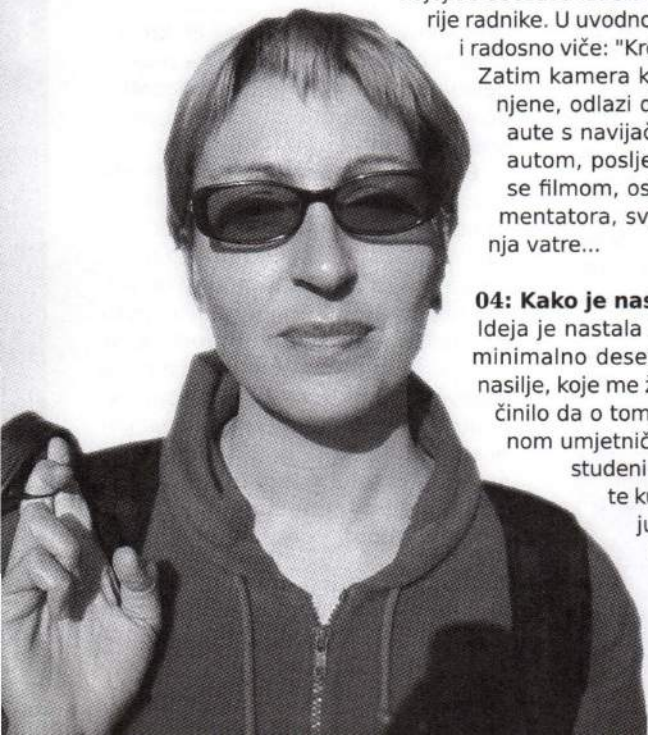 rije radnike. U uvodno
i radosno viče: "Kro
Zatim kamera k
njene, odlazi o
aute s navijač
autom, poslje
se filmom, os
mentatora, sv
nja vatre...
04: Kako je nas
Ideja je nastala
minimalno dese
nasilje, koje me ž
činilo da o tom
nom umjetnič
studeni
te ku
ju